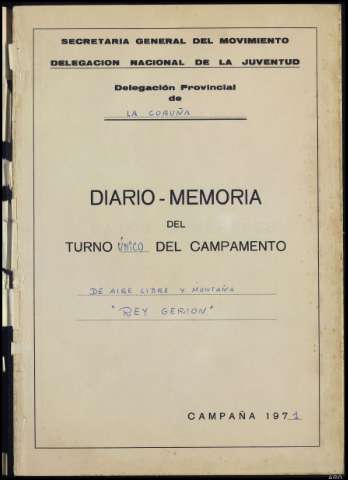 SECRETARIA GENERAL DEL MOVIMIENTO
DELEGACION NACIONAL DE LA JUVENTUD
Delegación Provincial
de
LA CORUÑA
DIARIO - MEMORIA
DEL
TURNO ÚNICO DEL CAMPAMENTO
DE AIRE LIBRE Y MONTAÑA
"REY GERION"
CAMPAÑA 1971